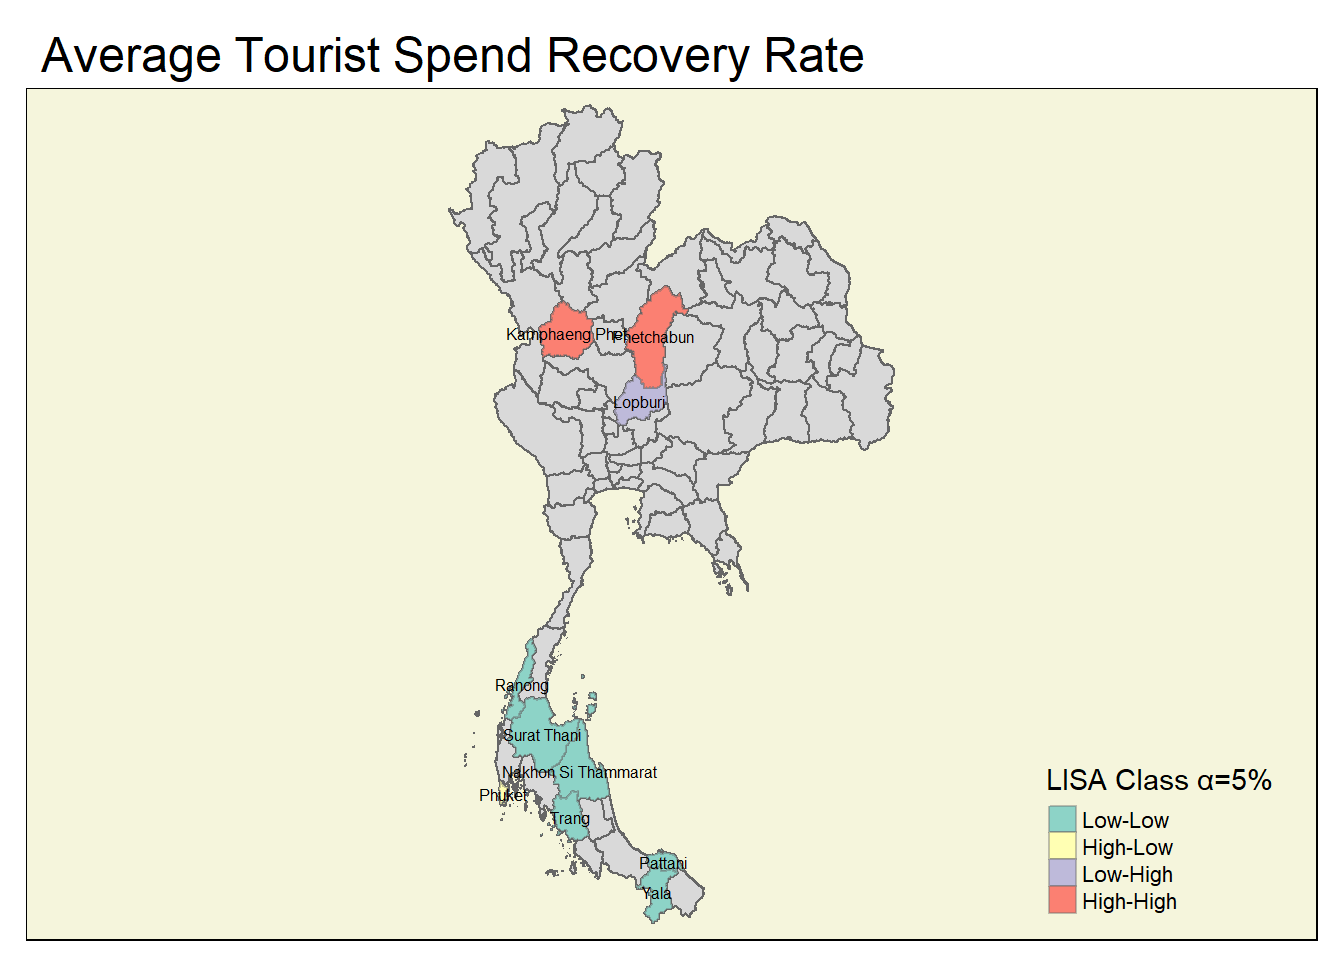 Average Tourist Spend Recovery Rate
Kamphaeng Phet
Phetchabun
Lopburi
Ranong
Surat Thani
Nakhon Si Thammarat
Phuket
Trang
Pattani
Yala
LISA Class α=5%
Low-Low
High-Low
Low-High
High-High